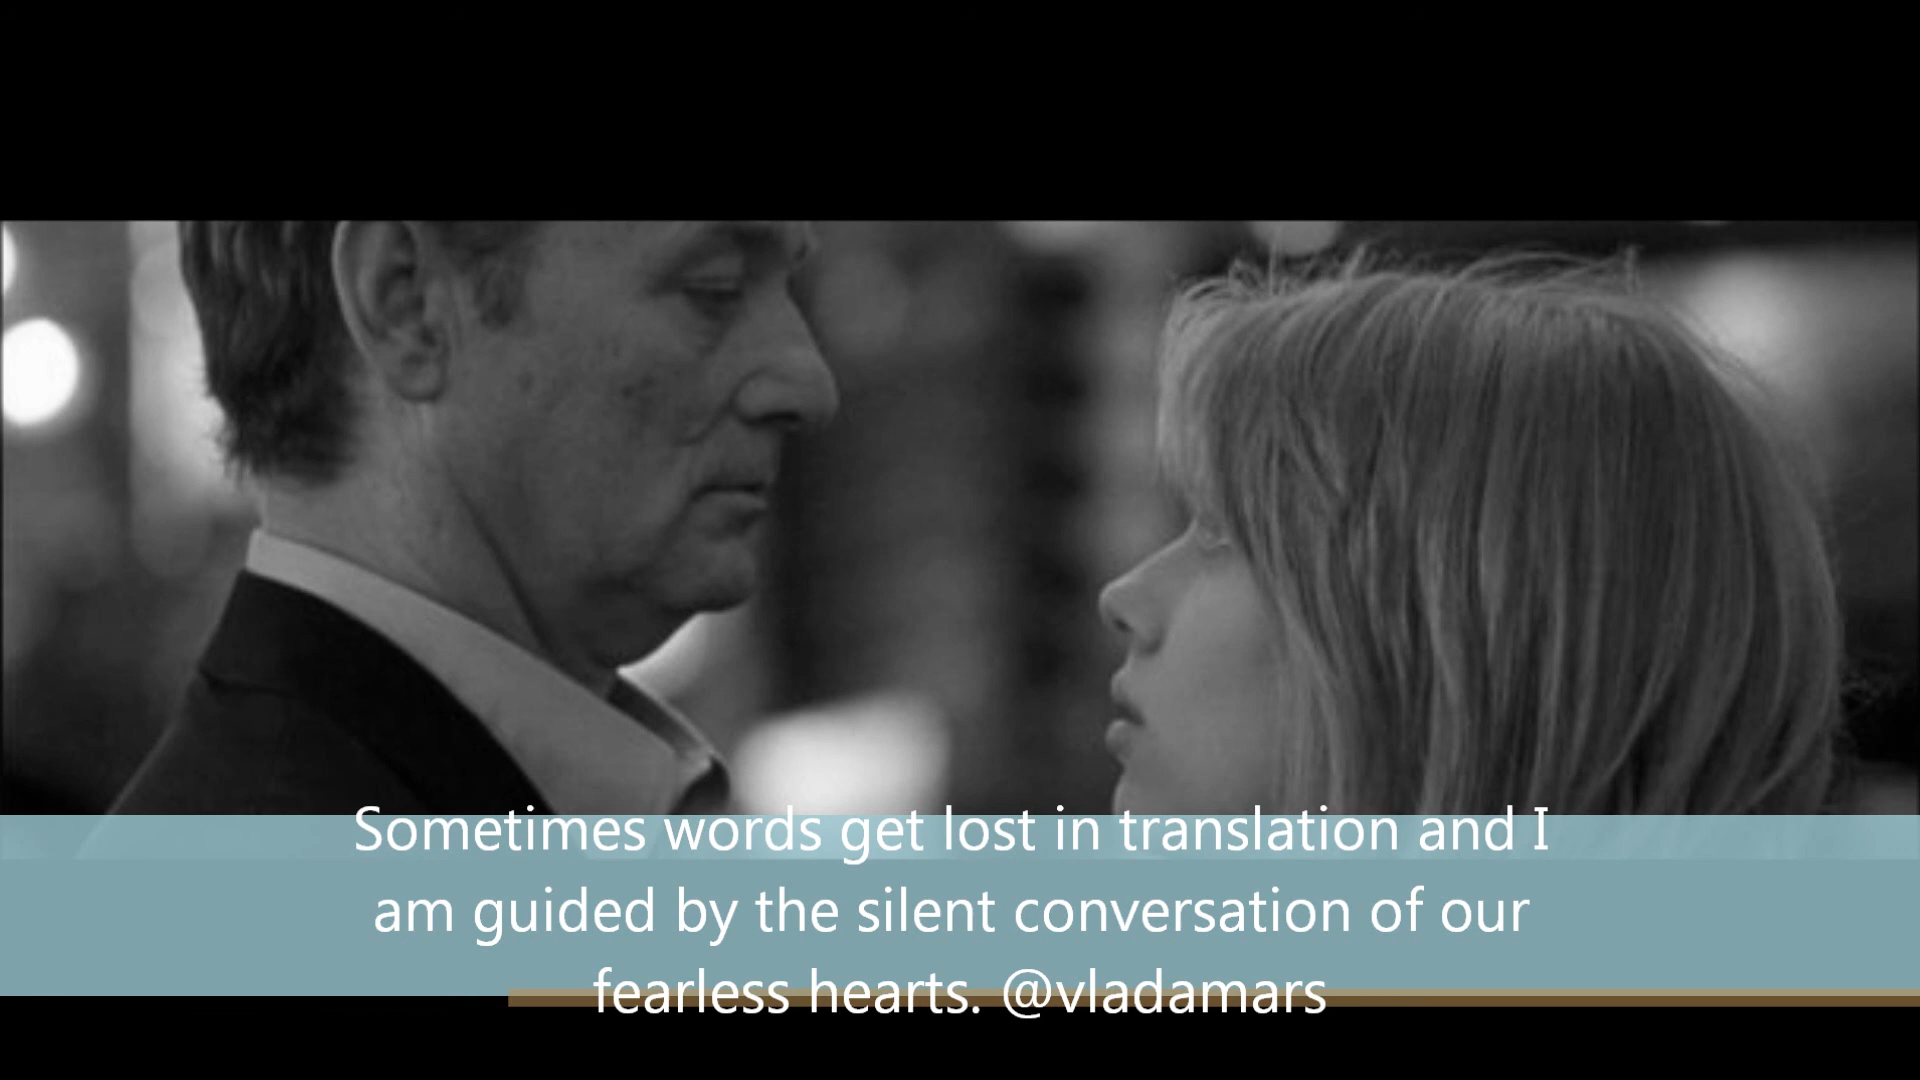 Sometimes words get lost in translation and I
am guided by the silent conversation of our
fearless hearts. @vladamars